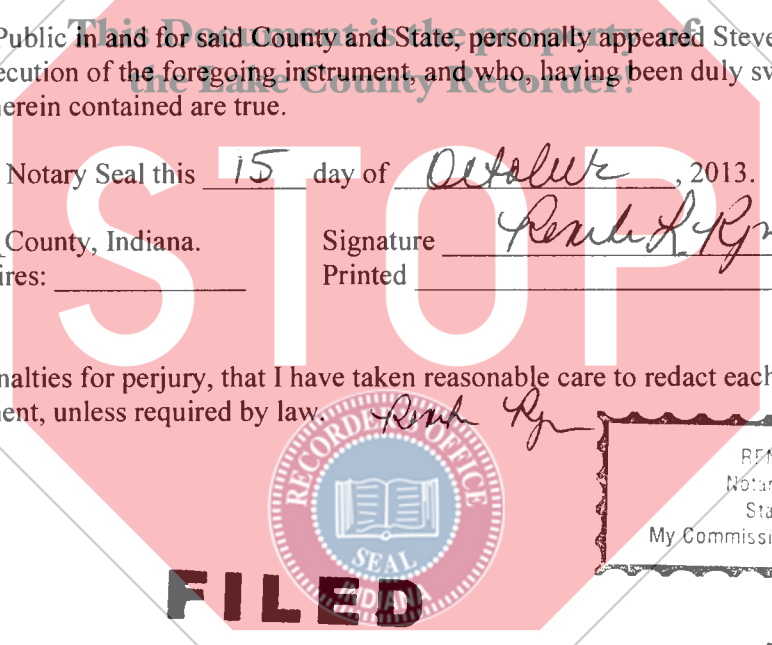 This Document is the property of
the Lake County Recorder!
Public in and for said County and State, personally appeared Steve
ecution of the foregoing instrument, and who, having been duly sw
erein contained are true.
STOP
Notary Seal this 15 day of October, 2013.
County, Indiana. Signature
ires: Printed
nalties for perjury, that I have taken reasonable care to redact each
ent, unless required by law.
RECORDER'S OFFICE
SEAL
INDIANA
REN
Notar
Sta
My Commissi
FILED